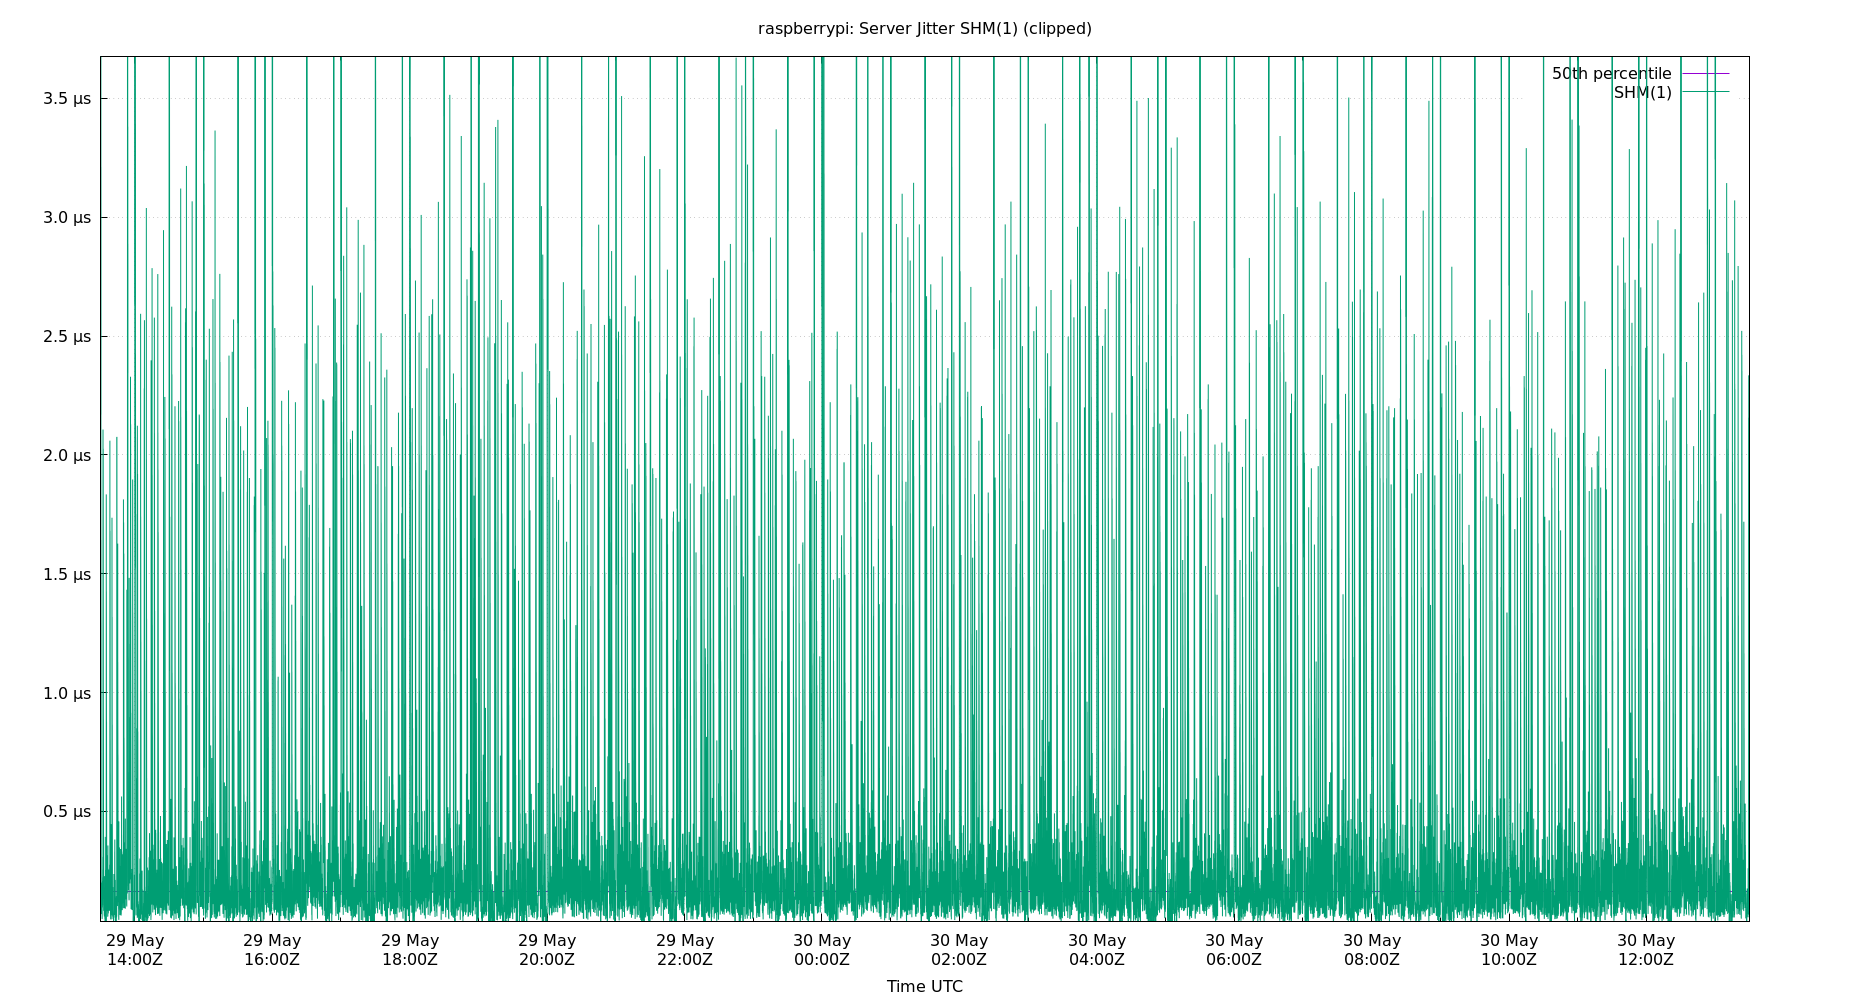 raspberrypi: Server Jitter SHM(1) (clipped)
50th percentile
SHM(1)
3.5 μs
3.0 μs
2.5 μs
2.0 μs
1.5 μs
1.0 μs
0.5 μs
29 May 29 May 29 May 29 May 29 May 30 May 30 May 30 May 30 May 30 May 30 May 30 May
14:00Z 16:00Z 18:00Z 20:00Z 22:00Z 00:00Z 02:00Z 04:00Z 06:00Z 08:00Z 10:00Z 12:00Z
Time UTC